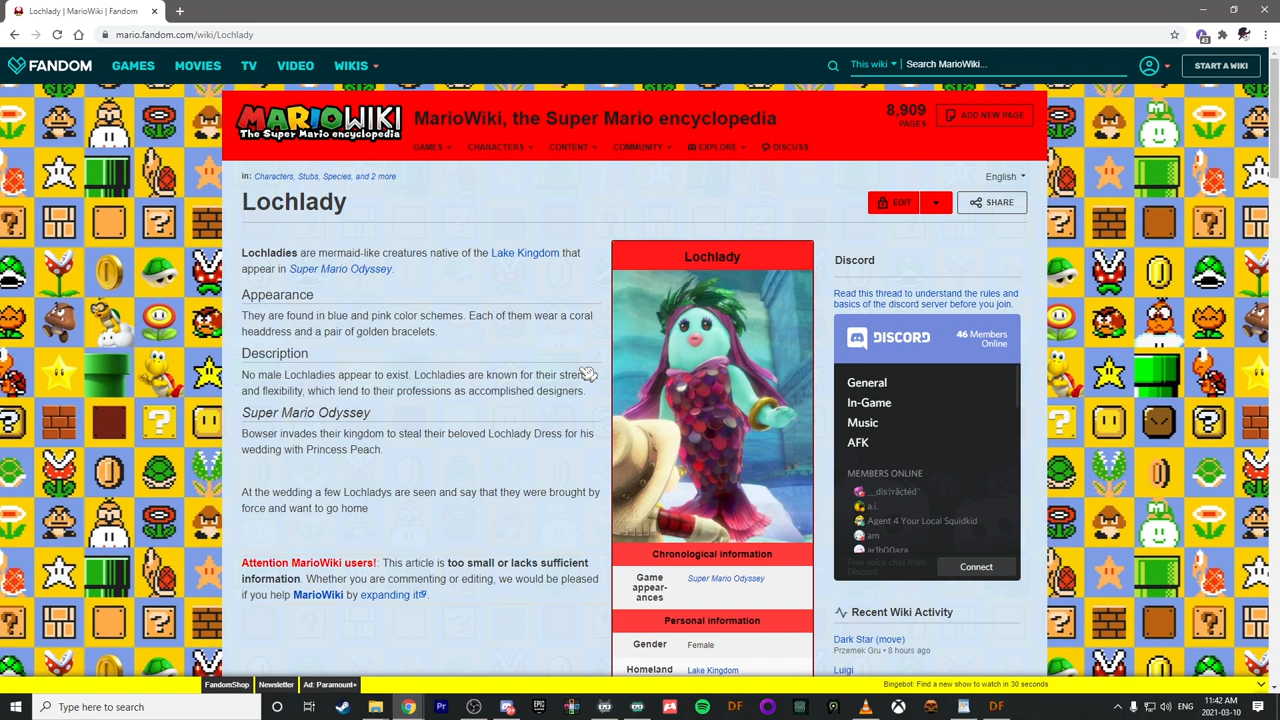 Lochlady | MarioWiki | Fandom
mario.fandom.com/wiki/Lochlady
43
FANDOM
GAMES
MOVIES
TV
VIDEO
WIKIS
This wiki
Search MarioWiki...
START A WIKI
MARIOWIKI
The Super Mario encyclopedia
MarioWiki, the Super Mario encyclopedia
8,909
PAGES
ADD NEW PAGE
GAMES
CHARACTERS
CONTENT
COMMUNITY
EXPLORE
DISCUSS
in: Characters, Stubs, Species, and 2 more
English
Lochlady
EDIT
SHARE
Lochladies are mermaid-like creatures native of the Lake Kingdom that
appear in Super Mario Odyssey.
Appearance
They are found in blue and pink color schemes. Each of them wear a coral
headdress and a pair of golden bracelets.
Description
No male Lochladies appear to exist. Lochladies are known for their strength
and flexibility, which lend to their professions as accomplished designers.
Super Mario Odyssey
Bowser invades their kingdom to steal their beloved Lochlady Dress for his
wedding with Princess Peach.
At the wedding a few Lochladys are seen and say that they were brought by
force and want to go home
Attention MarioWiki users!: This article is too small or lacks sufficient
information. Whether you are commenting or editing, we would be pleased
if you help MarioWiki by expanding it.
Lochlady
Chronological information
Game
appear-
ances
Super Mario Odyssey
Personal information
Gender
Female
Homeland
Lake Kingdom
Discord
Read this thread to understand the rules and
basics of the discord server before you join.
DISCORD
46 Members
Online
General
In-Game
Music
AFK
MEMBERS ONLINE
a.i.
Agent 4 Your Local Squidkid
am
Free voice chat from
Discord
Connect
Recent Wiki Activity
Dark Star (move)
Przemek Gru • 8 hours ago
Luigi
FandomShop
Newsletter
Ad: Paramount+
Bingebot: Find a new show to watch in 30 seconds
Type here to search
Pr
DF
DF
ENG
11:42 AM
2021-03-10